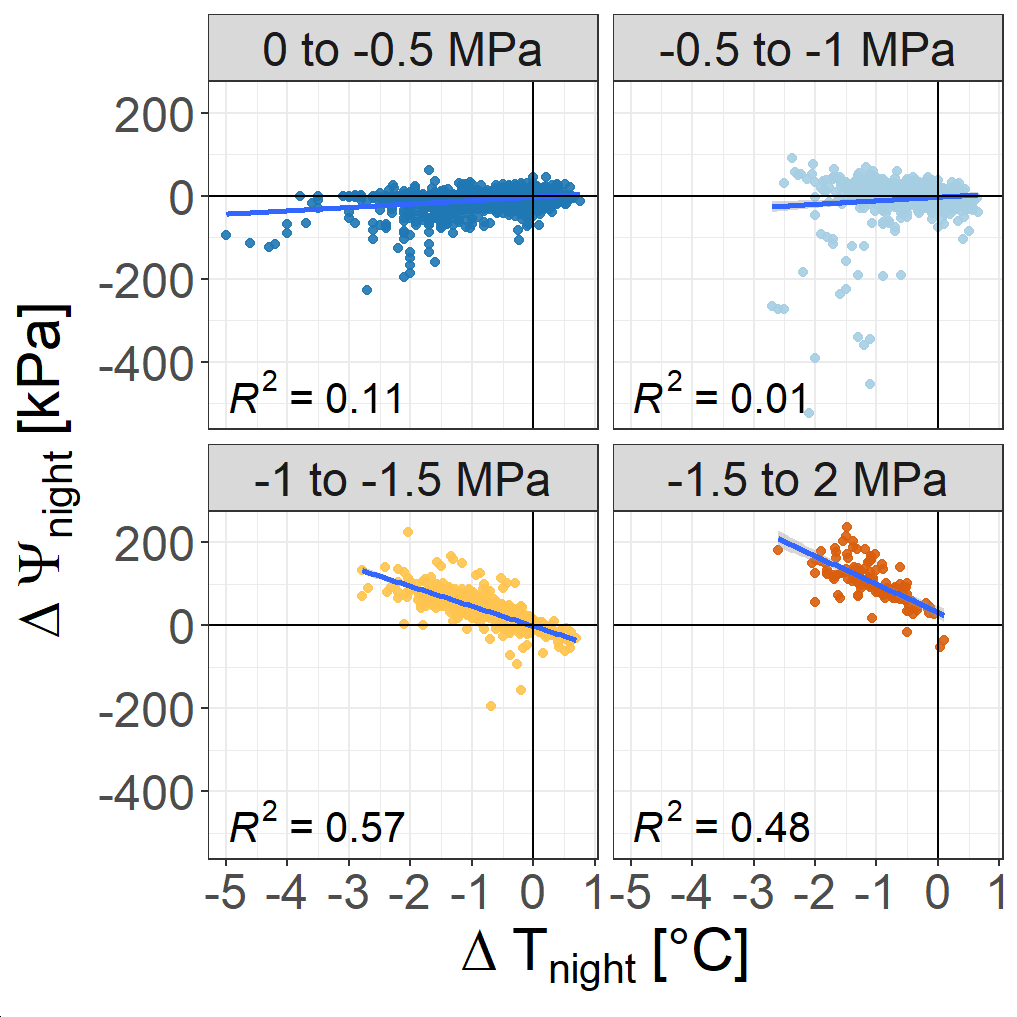 0 to -0.5 MPa
-0.5 to -1 MPa
200
0
-200
-400
R² = 0.11
R² = 0.01
-1 to -1.5 MPa
-1.5 to 2 MPa
200
0
-200
-400
R² = 0.57
R² = 0.48
-5 -4 -3 -2 -1 0 1
-5 -4 -3 -2 -1 0 1
Δ Ψnight [kPa]
Δ Tnight [°C]